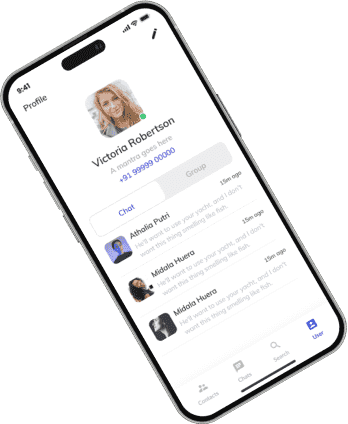 9:41
Profile
Victoria Robertson
A mantra goes here
+91 99999 00000
Chat
Group
Athalia Putri
15m ago
He'll want to use your yacht, and I don't
want this thing smelling like fish.
Midala Huera
15m ago
He'll want to use your yacht, and I don't
want this thing smelling like fish.
Midala Huera
15m ago
He'll want to use your yacht, and I don't
want this thing smelling like fish.
Contacts
Chats
Search
User